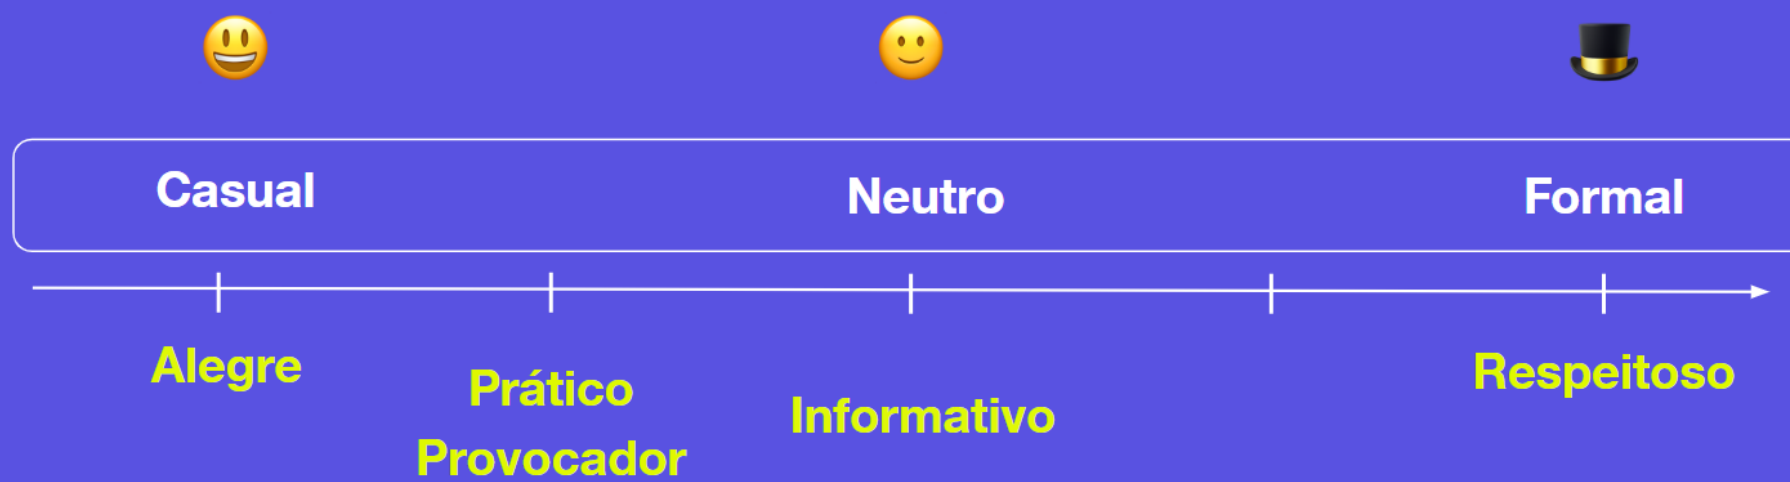 Casual
Neutro
Formal
Alegre
Prático
Provocador
Informativo
Respeitoso